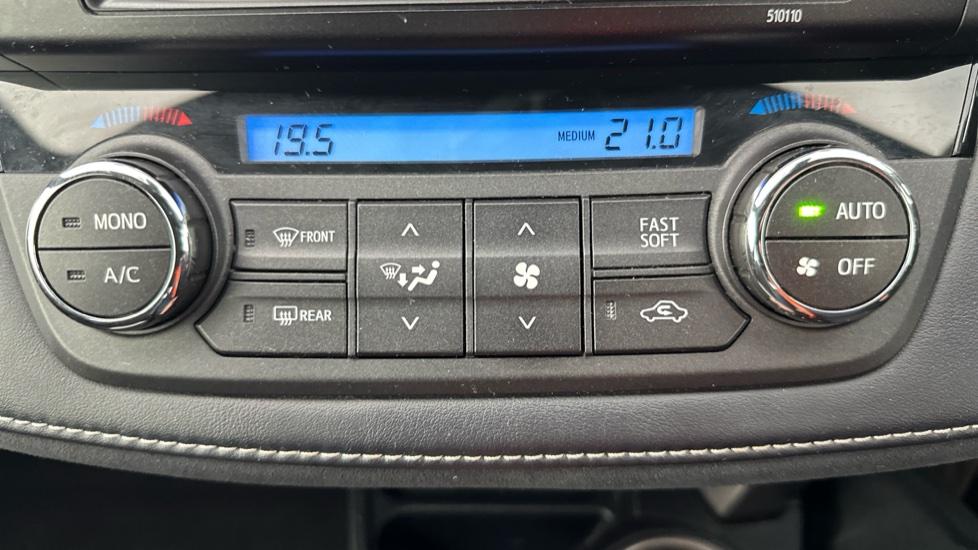 510110
19.5 MEDIUM 21.0
MONO
A/C
FRONT
REAR
FAST
SOFT
AUTO
OFF